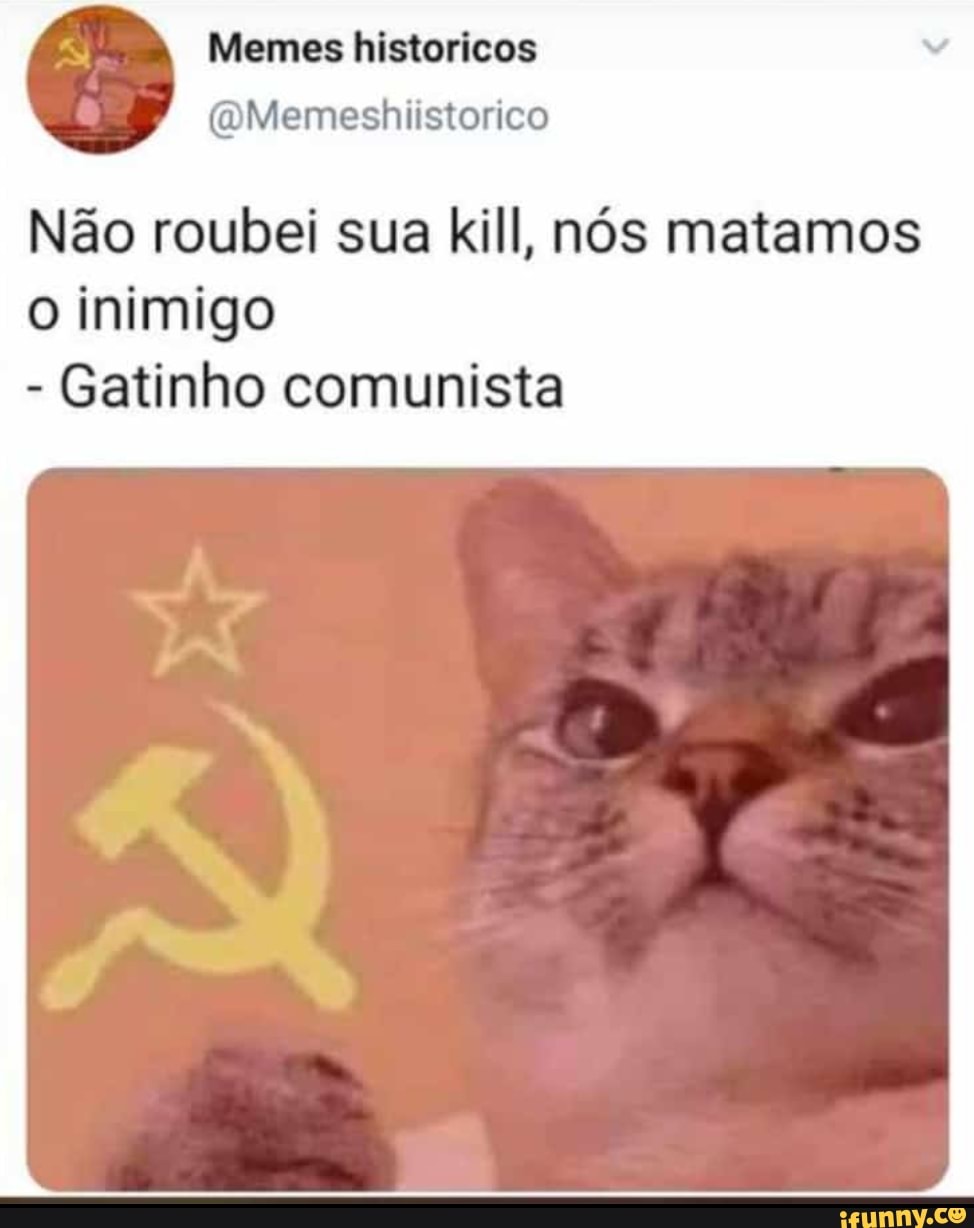 Memes historicos
@Memeshiistorico
Não roubei sua kill, nós matamos
o inimigo
- Gatinho comunista
ifunny.co